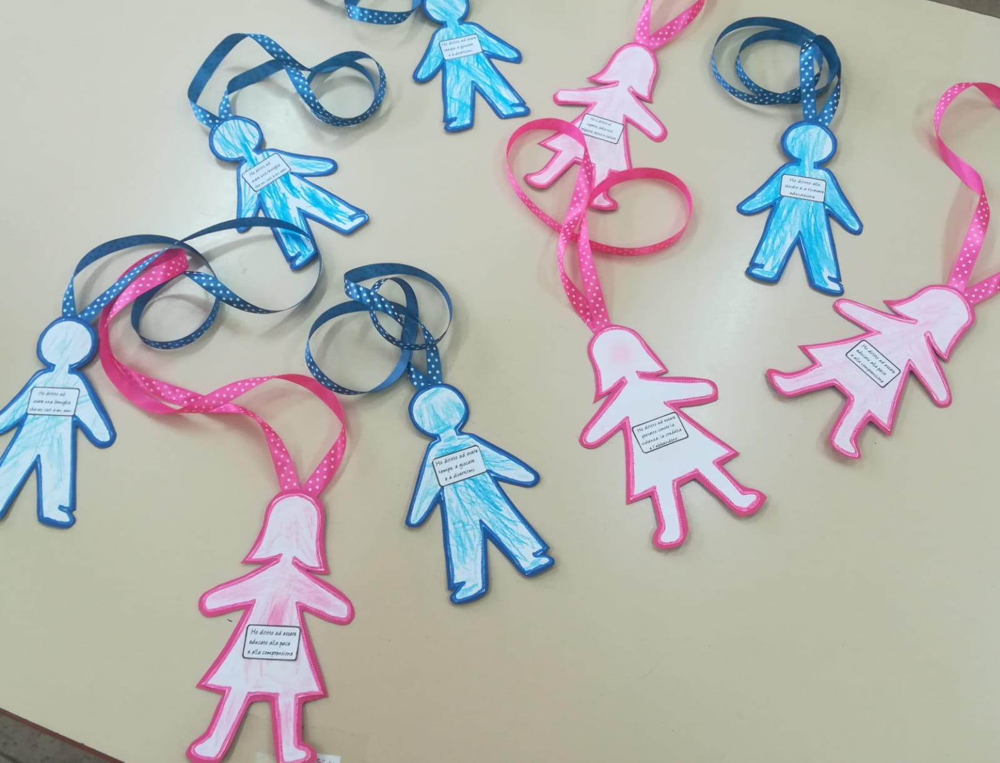 Ho diritto ad avere
tempo, a giocare
e a divertirmi.
Ho il diritto al
rispetto della mia
religione, razza e cultura
Ho diritto ad
avere una famiglia
che mi curi e mi ami
Ho diritto allo
studio e a ricevere
educazione
Ho diritto ad essere
educato alla pace
e alla comprensione
Ho diritto ad
avere una famiglia
che mi curi e mi ami
Ho diritto ad essere
protetto contro la
violenza, la crudeltà
e l'abbandono
Ho diritto ad avere
tempo, a giocare
e a divertirmi.
Ho diritto ad essere
educato alla pace
e alla comprensione